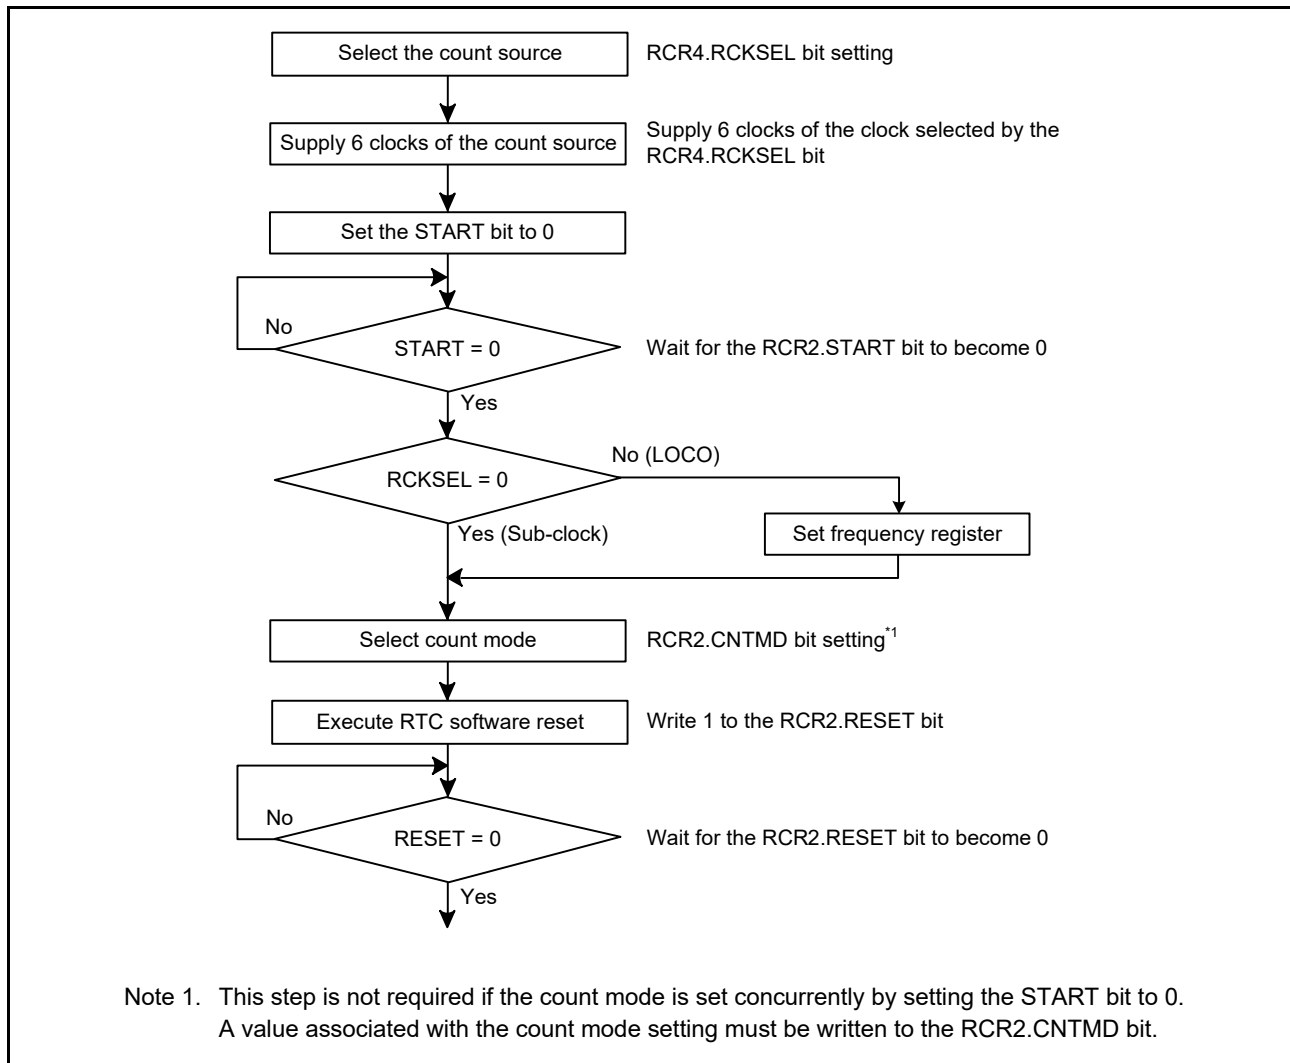 Select the count source
RCR4.RCKSEL bit setting
Supply 6 clocks of the count source
Supply 6 clocks of the clock selected by the
RCR4.RCKSEL bit
Set the START bit to 0
No
START = 0
Wait for the RCR2.START bit to become 0
Yes
No (LOCO)
RCKSEL = 0
Yes (Sub-clock)
Set frequency register
Select count mode
RCR2.CNTMD bit setting*1
Execute RTC software reset
Write 1 to the RCR2.RESET bit
No
RESET = 0
Wait for the RCR2.RESET bit to become 0
Yes
Note 1. This step is not required if the count mode is set concurrently by setting the START bit to 0.
A value associated with the count mode setting must be written to the RCR2.CNTMD bit.